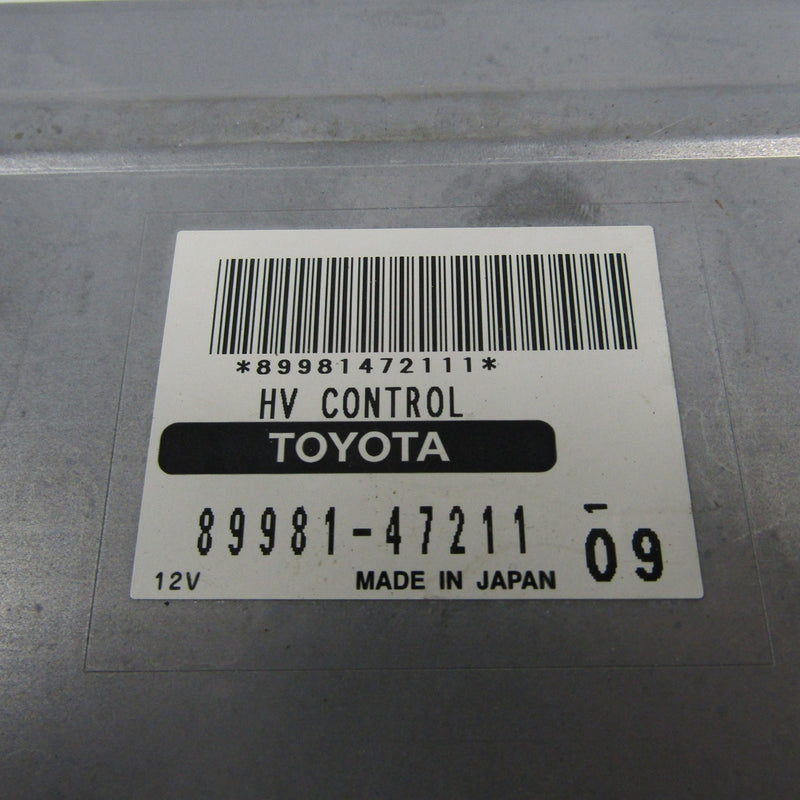 *89981472111*
HV CONTROL
TOYOTA
89981-47211 09
12V MADE IN JAPAN